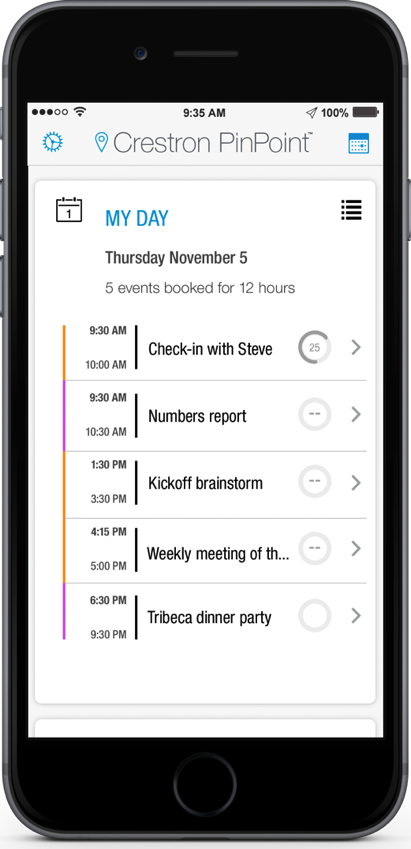 9:35 AM
100%
Crestron PinPoint™
1
MY DAY
Thursday November 5
5 events booked for 12 hours
9:30 AM
Check-in with Steve
25
10:00 AM
9:30 AM
Numbers report
--
10:30 AM
1:30 PM
Kickoff brainstorm
--
3:30 PM
4:15 PM
Weekly meeting of th...
--
5:00 PM
6:30 PM
Tribeca dinner party
9:30 PM